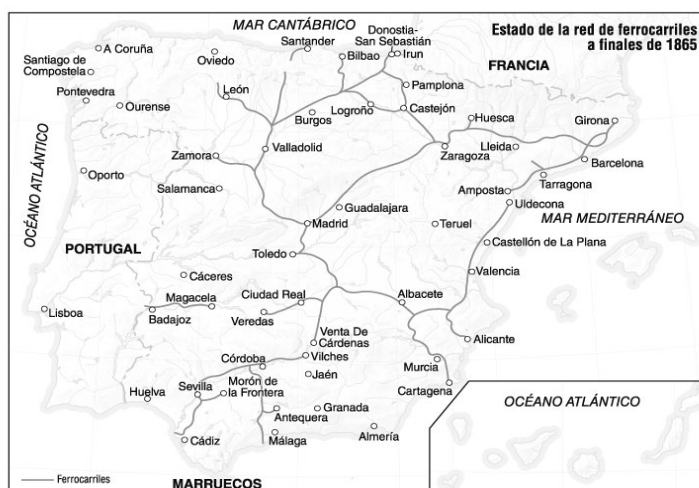 MAR CANTÁBRICO
Estado de la red de ferrocarriles
a finales de 1865
Donostia-
San Sebastián
Santander
Bilbao
Irun
FRANCIA
A Coruña
Oviedo
Santiago de
Compostela
Pontevedra
Ourense
León
Burgos
Logroño
Pamplona
Castejón
Huesca
Girona
Zaragoza
Lleida
Barcelona
Tarragona
Zamora
Valladolid
OCÉANO ATLÁNTICO
Oporto
Salamanca
Amposta
Uldecona
MAR MEDITERRÁNEO
Guadalajara
Madrid
Teruel
PORTUGAL
Toledo
Castellón De La Plana
Cáceres
Valencia
Magacela
Ciudad Real
Albacete
Lisboa
Badajoz
Veredas
Venta De
Cárdenas
Alicante
Córdoba
Vilches
Murcia
Huelva
Sevilla
Morón de
la Frontera
Jaén
Cartagena
Antequera
Granada
OCÉANO ATLÁNTICO
Cádiz
Málaga
Almería
Ferrocarriles
MARRUECOS